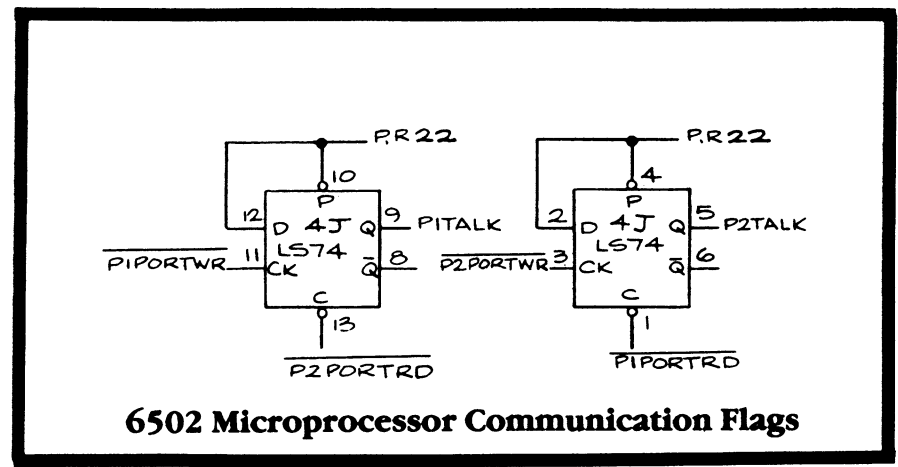 P.R22
10
P
12 D 4J Q 9 P1TALK
LS74
P1PORTWR 11 CK Q 8
C
13
P2PORTRD
P.R22
4
P
2 D 4J Q 5 P2TALK
LS74
P2PORTWR 3 CK Q 6
C
1
P1PORTRD
6502 Microprocessor Communication Flags